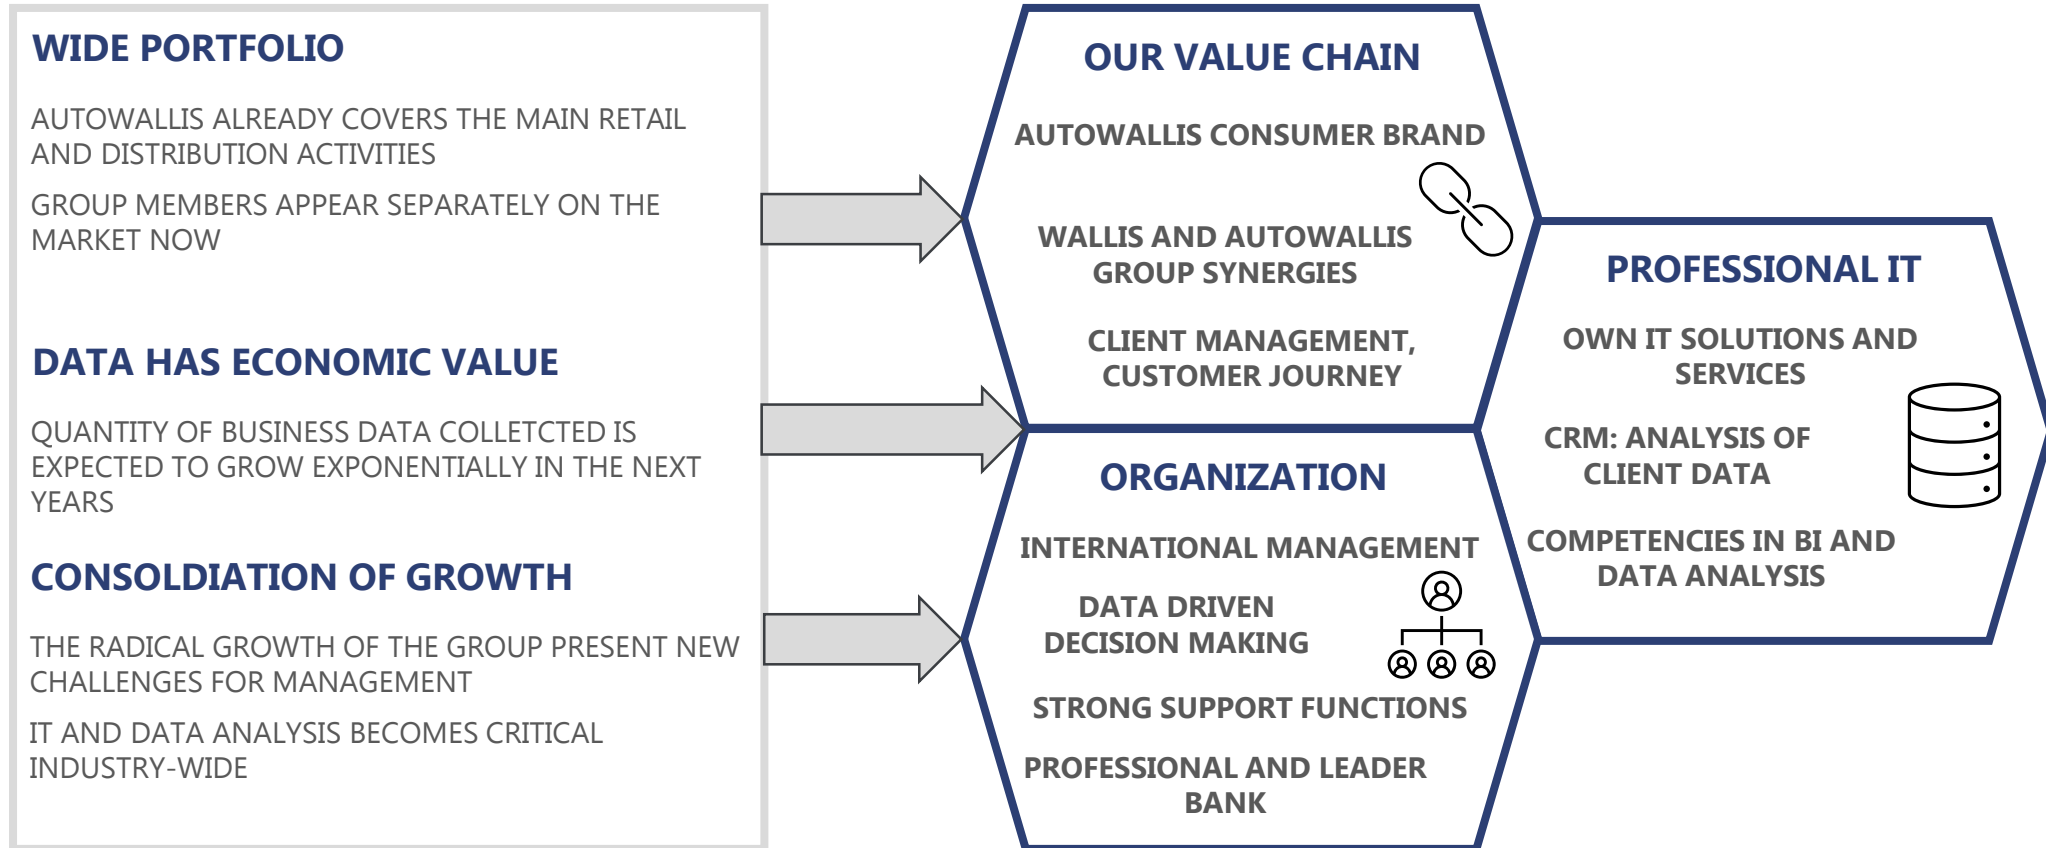 WIDE PORTFOLIO
AUTOWALLIS ALREADY COVERS THE MAIN RETAIL
AND DISTRIBUTION ACTIVITIES
GROUP MEMBERS APPEAR SEPARATELY ON THE
MARKET NOW
DATA HAS ECONOMIC VALUE
QUANTITY OF BUSINESS DATA COLLETCTED IS
EXPECTED TO GROW EXPONENTIALLY IN THE NEXT
YEARS
CONSOLDIATION OF GROWTH
THE RADICAL GROWTH OF THE GROUP PRESENT NEW
CHALLENGES FOR MANAGEMENT
IT AND DATA ANALYSIS BECOMES CRITICAL
INDUSTRY-WIDE
OUR VALUE CHAIN
AUTOWALLIS CONSUMER BRAND
WALLIS AND AUTOWALLIS
GROUP SYNERGIES
CLIENT MANAGEMENT,
CUSTOMER JOURNEY
ORGANIZATION
INTERNATIONAL MANAGEMENT
DATA DRIVEN
DECISION MAKING
STRONG SUPPORT FUNCTIONS
PROFESSIONAL AND LEADER
BANK
PROFESSIONAL IT
OWN IT SOLUTIONS AND
SERVICES
CRM: ANALYSIS OF
CLIENT DATA
COMPETENCIES IN BI AND
DATA ANALYSIS